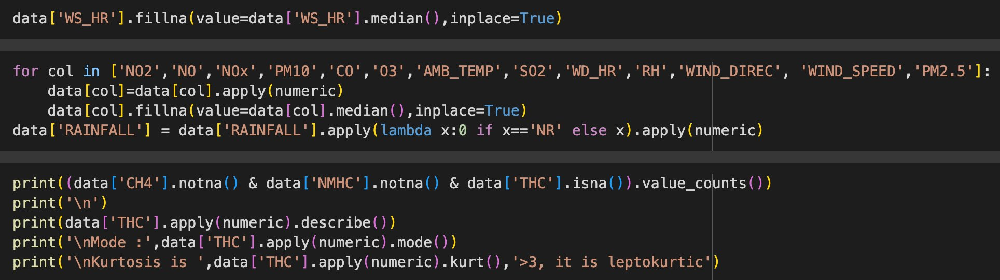 data['WS_HR'].fillna(value=data['WS_HR'].median(),inplace=True)
for col in ['NO2','NO','NOx','PM10','CO','O3','AMB_TEMP','SO2','WD_HR','RH','WIND_DIREC', 'WIND_SPEED','PM2.5']:
    data[col]=data[col].apply(numeric)
    data[col].fillna(value=data[col].median(),inplace=True)
data['RAINFALL'] = data['RAINFALL'].apply(lambda x:0 if x=='NR' else x).apply(numeric)
print((data['CH4'].notna() & data['NMHC'].notna() & data['THC'].isna()).value_counts())
print('\n')
print(data['THC'].apply(numeric).describe())
print('\nMode :',data['THC'].apply(numeric).mode())
print('\nKurtosis is ',data['THC'].apply(numeric).kurt(),'>3, it is leptokurtic')